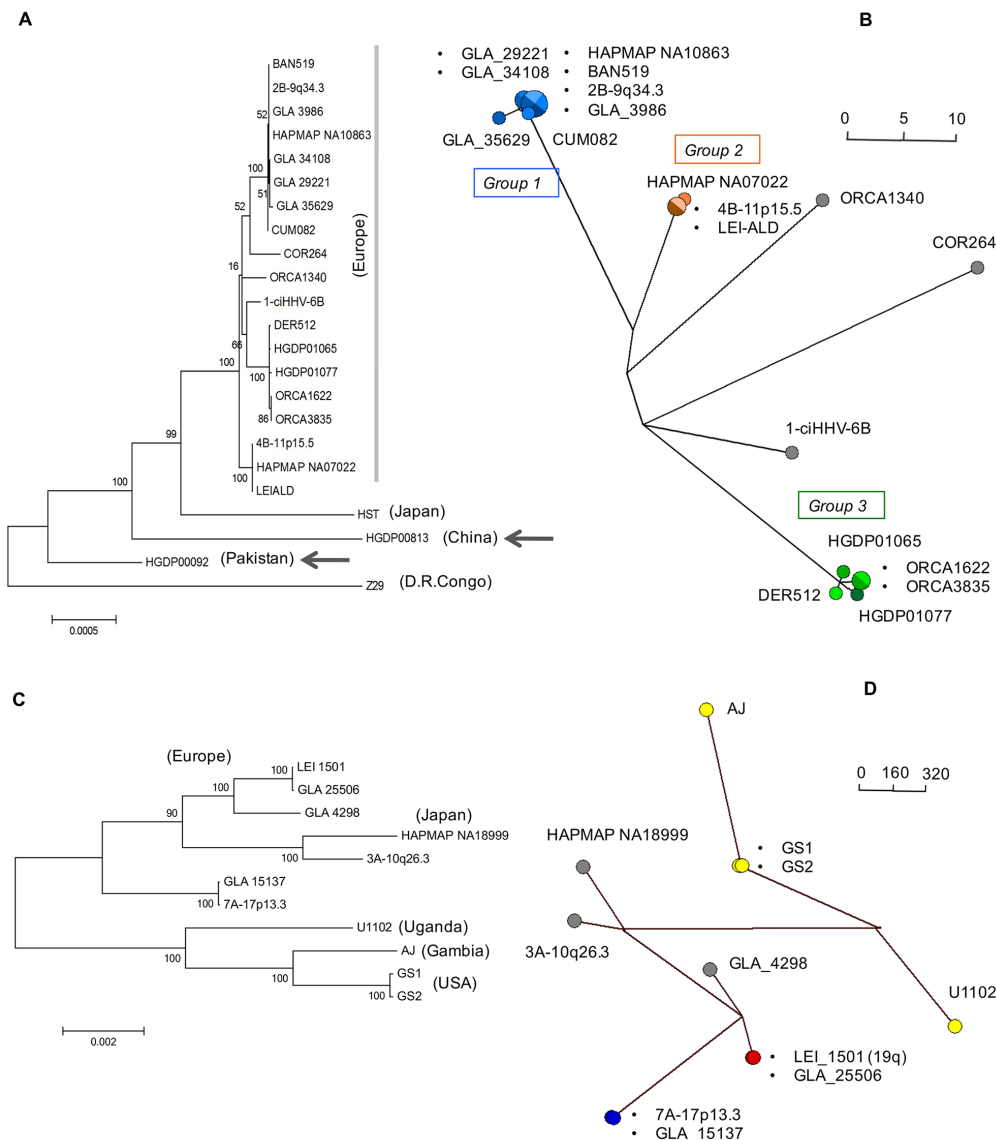 A
BAN519
2B-9q34.3
52
GLA 3986
HAPMAP NA10863
GLA 34108
100
GLA 29221
51
GLA 35629
52
CUM082
COR264
16
ORCA1340
1-ciHHV-6B
DER512
66
HGDP01065
100
HGDP01077
100
ORCA1622
86
ORCA3835
4B-11p15.5
99
HAPMAP NA07022
100
LEIALD
(Europe)
100
HST (Japan)
HGDP00813 (China)
HGDP00092 (Pakistan)
Z29 (D.R.Congo)
0.0005
B
• GLA_29221 • HAPMAP NA10863
• GLA_34108 • BAN519
• 2B-9q34.3
• GLA_3986
GLA_35629 CUM082
0 5 10
Group 1
Group 2
HAPMAP NA07022
• 4B-11p15.5
• LEI-ALD
ORCA1340
COR264
1-ciHHV-6B
Group 3
HGDP01065
• ORCA1622
• ORCA3835
DER512
HGDP01077
C
(Europe)
LEI 1501
100
GLA 25506
100
GLA 4298
90
(Japan)
HAPMAP NA18999
100
3A-10q26.3
GLA 15137
100
7A-17p13.3
U1102 (Uganda)
AJ (Gambia)
100
GS1
(USA)
100
GS2
0.002
D
AJ
0 160 320
HAPMAP NA18999
• GS1
• GS2
3A-10q26.3
GLA_4298
U1102
• LEI_1501 (19q)
• GLA_25506
• 7A-17p13.3
• GLA_15137